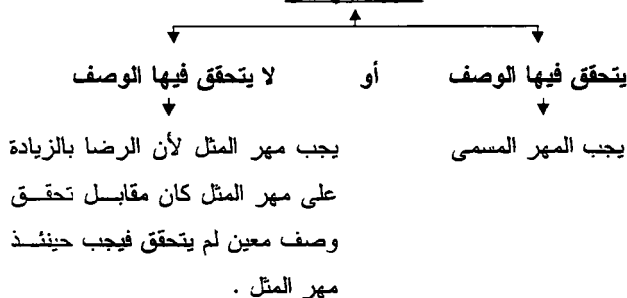 يتحقق فيها الوصف أو لا يتحقق فيها الوصف
يجب المهر المسمى
يجب مهر المثل لأن الرضا بالزيادة
على مهر المثل كان مقابل تحقق
وصف معين لم يتحقق فيجب حينئذ
مهر المثل .